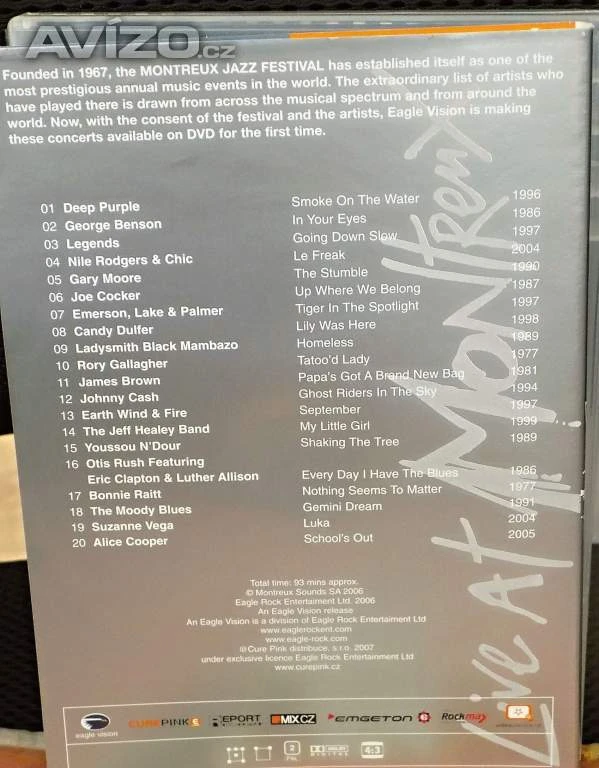 Avízo.cz
Founded in 1967, the MONTREUX JAZZ FESTIVAL has established itself as one of the
most prestigious annual music events in the world. The extraordinary list of artists who
have played there is drawn from across the musical spectrum and from around the
world. Now, with the consent of the festival and the artists, Eagle Vision is making
these concerts available on DVD for the first time.
01 Deep Purple Smoke On The Water 1996
02 George Benson In Your Eyes 1986
03 Legends Going Down Slow 1997
04 Nile Rodgers & Chic Le Freak 2004
05 Gary Moore The Stumble 1990
06 Joe Cocker Up Where We Belong 1987
07 Emerson, Lake & Palmer Tiger In The Spotlight 1997
08 Candy Dulfer Lily Was Here 1998
09 Ladysmith Black Mambazo Homeless 1989
10 Rory Gallagher Tatoo'd Lady 1977
11 James Brown Papa's Got A Brand New Bag 1981
12 Johnny Cash Ghost Riders In The Sky 1994
13 Earth Wind & Fire September 1997
14 The Jeff Healey Band My Little Girl 1999
15 Youssou N'Dour Shaking The Tree 1989
16 Otis Rush Featuring
Eric Clapton & Luther Allison Every Day I Have The Blues 1986
17 Bonnie Raitt Nothing Seems To Matter 1977
18 The Moody Blues Gemini Dream 1991
19 Suzanne Vega Luka 2004
20 Alice Cooper School's Out 2005
Live At Montreux
Total time: 93 mins approx.
© Montreux Sounds SA 2006
Eagle Rock Entertaiment Ltd. 2006
An Eagle Vision release
An Eagle Vision is a division of Eagle Rock Entertaiment Ltd
www.eaglerockent.com
www.eagle-rock.com
@Cure Pink distribuce, s.r.o. 2007
under exclusive licence Eagle Rock Entertainment Ltd
www.curepink.cz
eagle vision CUREPINK REPORT MIX.CZ EMGETON Rockmax
2 PAL DOLBY DIGITAL 4:3